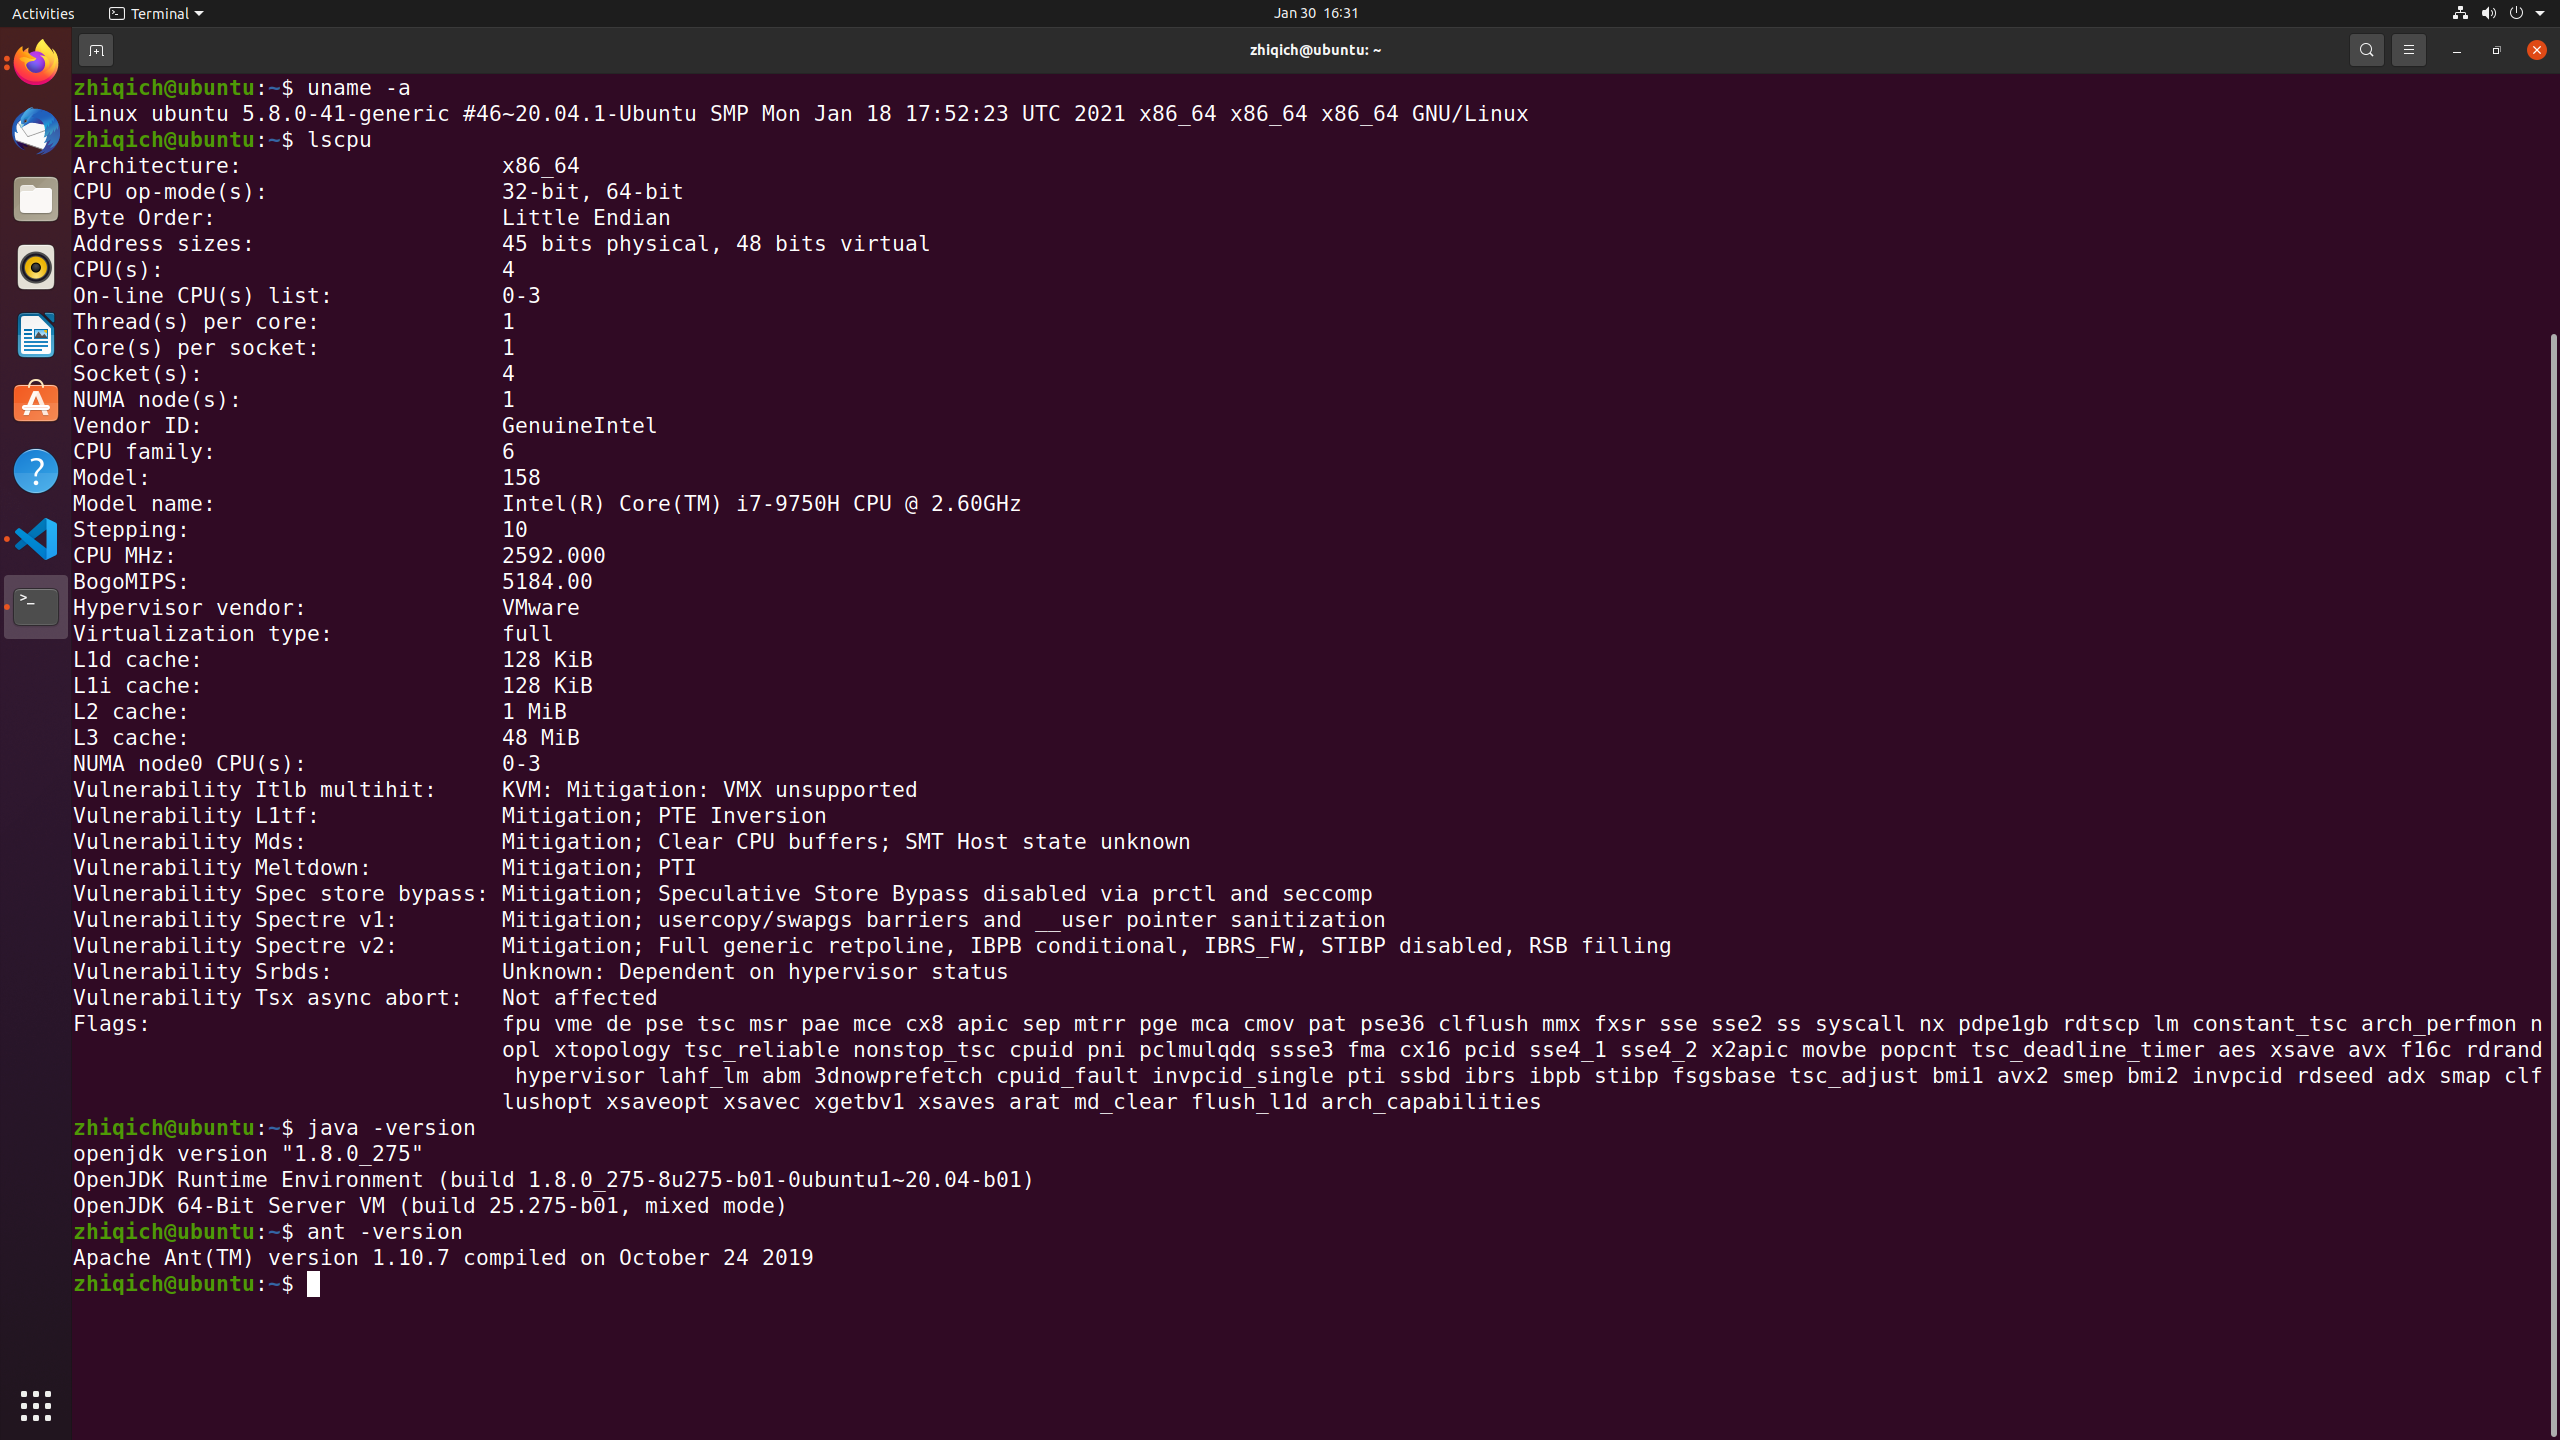 Activities Terminal Jan 30 16:31
zhiqich@ubuntu: ~
zhiqich@ubuntu:~$ uname -a
Linux ubuntu 5.8.0-41-generic #46~20.04.1-Ubuntu SMP Mon Jan 18 17:52:23 UTC 2021 x86_64 x86_64 x86_64 GNU/Linux
zhiqich@ubuntu:~$ lscpu
Architecture: x86_64
CPU op-mode(s): 32-bit, 64-bit
Byte Order: Little Endian
Address sizes: 45 bits physical, 48 bits virtual
CPU(s): 4
On-line CPU(s) list: 0-3
Thread(s) per core: 1
Core(s) per socket: 1
Socket(s): 4
NUMA node(s): 1
Vendor ID: GenuineIntel
CPU family: 6
Model: 158
Model name: Intel(R) Core(TM) i7-9750H CPU @ 2.60GHz
Stepping: 10
CPU MHz: 2592.000
BogoMIPS: 5184.00
Hypervisor vendor: VMware
Virtualization type: full
L1d cache: 128 KiB
L1i cache: 128 KiB
L2 cache: 1 MiB
L3 cache: 48 MiB
NUMA node0 CPU(s): 0-3
Vulnerability Itlb multihit: KVM: Mitigation: VMX unsupported
Vulnerability L1tf: Mitigation; PTE Inversion
Vulnerability Mds: Mitigation; Clear CPU buffers; SMT Host state unknown
Vulnerability Meltdown: Mitigation; PTI
Vulnerability Spec store bypass: Mitigation; Speculative Store Bypass disabled via prctl and seccomp
Vulnerability Spectre v1: Mitigation; usercopy/swapgs barriers and __user pointer sanitization
Vulnerability Spectre v2: Mitigation; Full generic retpoline, IBPB conditional, IBRS_FW, STIBP disabled, RSB filling
Vulnerability Srbds: Unknown: Dependent on hypervisor status
Vulnerability Tsx async abort: Not affected
Flags: fpu vme de pse tsc msr pae mce cx8 apic sep mtrr pge mca cmov pat pse36 clflush mmx fxsr sse sse2 ss syscall nx pdpe1gb rdtscp lm constant_tsc arch_perfmon n
opl xtopology tsc_reliable nonstop_tsc cpuid pni pclmulqdq ssse3 fma cx16 pcid sse4_1 sse4_2 x2apic movbe popcnt tsc_deadline_timer aes xsave avx f16c rdrand
hypervisor lahf_lm abm 3dnowprefetch cpuid_fault invpcid_single pti ssbd ibrs ibpb stibp fsgsbase tsc_adjust bmi1 avx2 smep bmi2 invpcid rdseed adx smap clf
lushopt xsaveopt xsavec xgetbv1 xsaves arat md_clear flush_l1d arch_capabilities
zhiqich@ubuntu:~$ java -version
openjdk version "1.8.0_275"
OpenJDK Runtime Environment (build 1.8.0_275-8u275-b01-0ubuntu1~20.04-b01)
OpenJDK 64-Bit Server VM (build 25.275-b01, mixed mode)
zhiqich@ubuntu:~$ ant -version
Apache Ant(TM) version 1.10.7 compiled on October 24 2019
zhiqich@ubuntu:~$